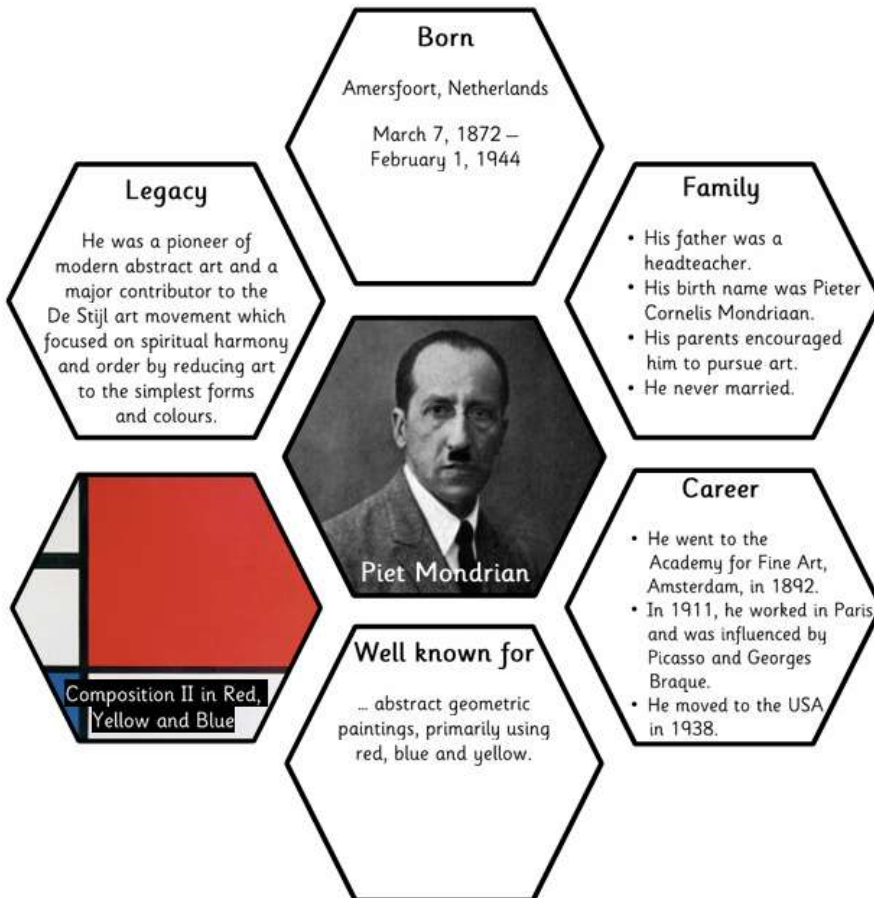 Born
Amersfoort, Netherlands
March 7, 1872 –
February 1, 1944
Legacy
He was a pioneer of
modern abstract art and a
major contributor to the
De Stijl art movement which
focused on spiritual harmony
and order by reducing art
to the simplest forms
and colours.
Family
• His father was a
headteacher.
• His birth name was Pieter
Cornelis Mondriaan.
• His parents encouraged
him to pursue art.
• He never married.
Piet Mondrian
Composition II in Red,
Yellow and Blue
Career
• He went to the
Academy for Fine Art,
Amsterdam, in 1892.
• In 1911, he worked in Paris
and was influenced by
Picasso and Georges
Braque.
• He moved to the USA
in 1938.
Well known for
... abstract geometric
paintings, primarily using
red, blue and yellow.